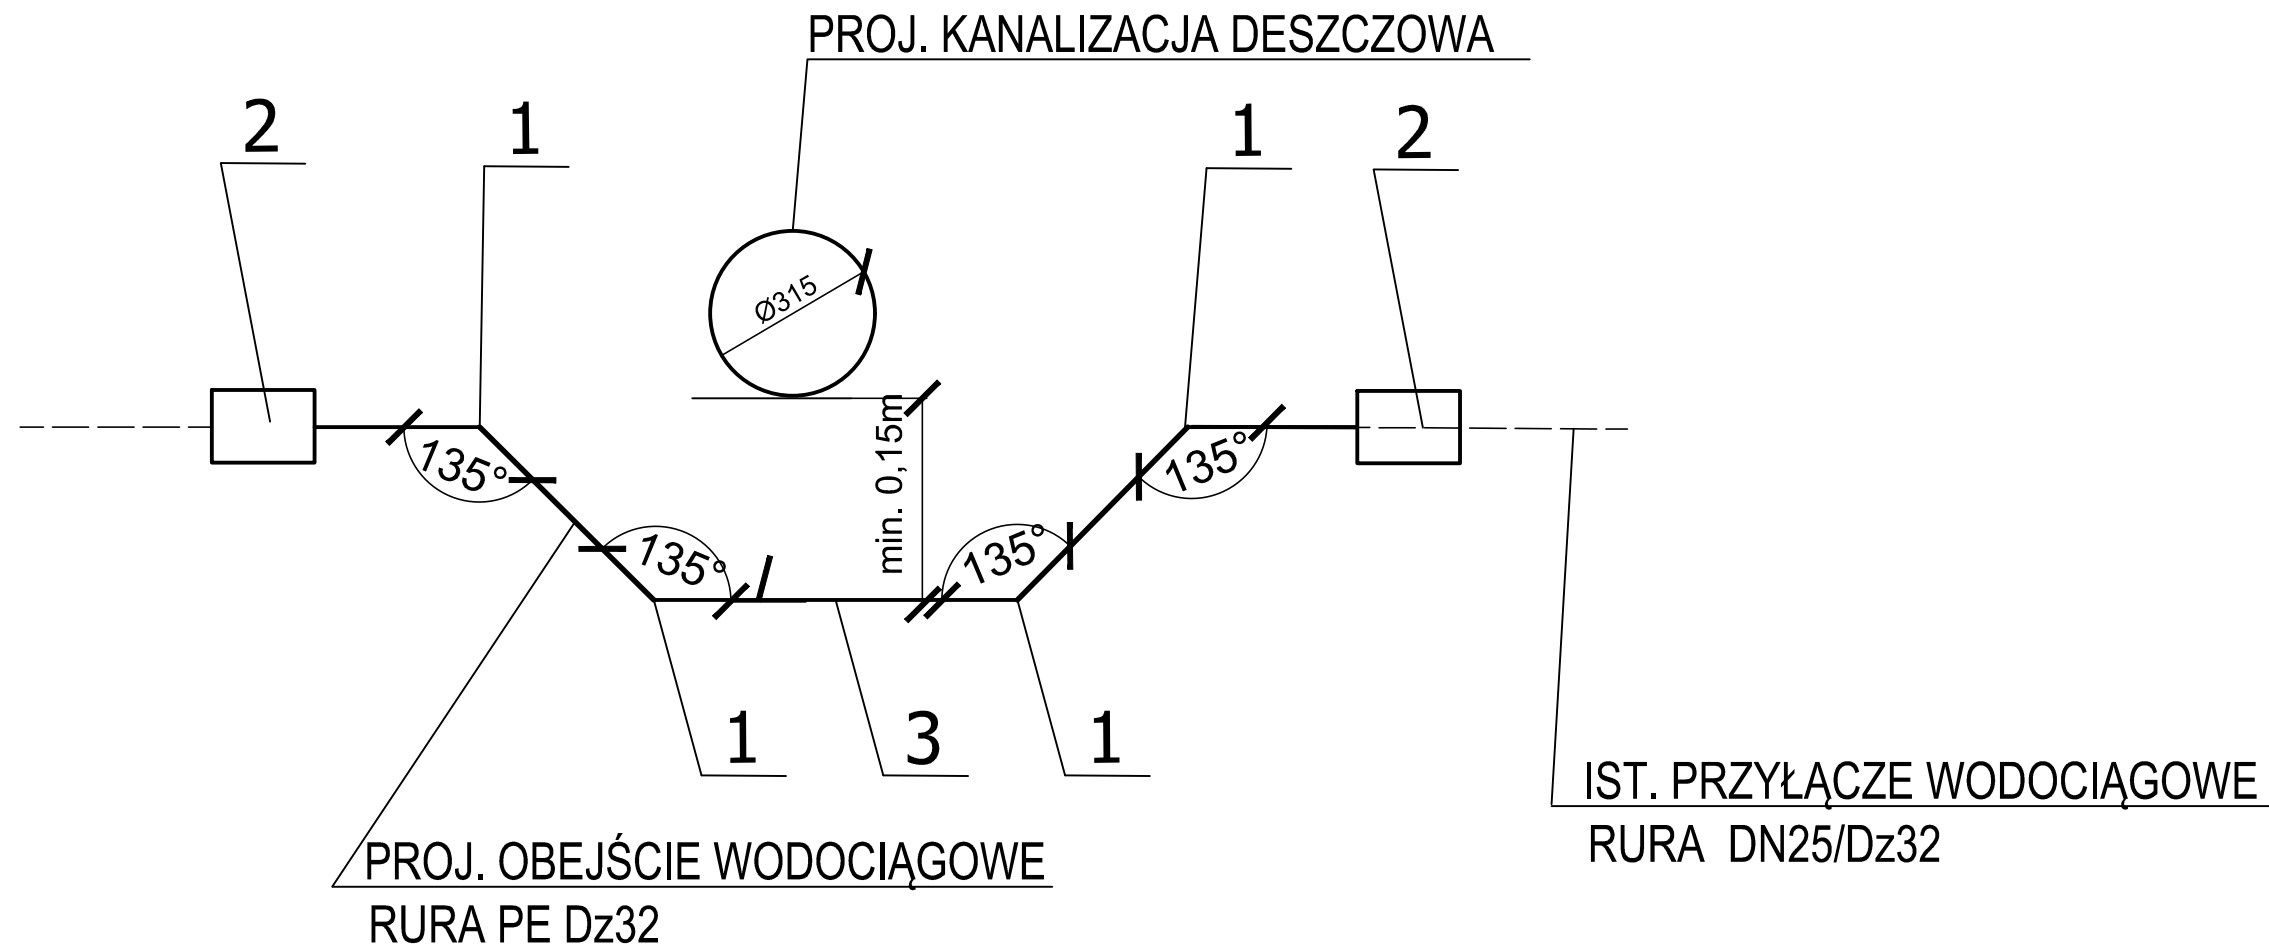 PROJ. KANALIZACJA DESZCZOWA
2
1
1
2
Ø315
min. 0,15m
135°
135°
135°
135°
1
3
1
IST. PRZYŁĄCZE WODOCIĄGOWE
RURA DN25/Dz32
PROJ. OBEJŚCIE WODOCIĄGOWE
RURA PE Dz32